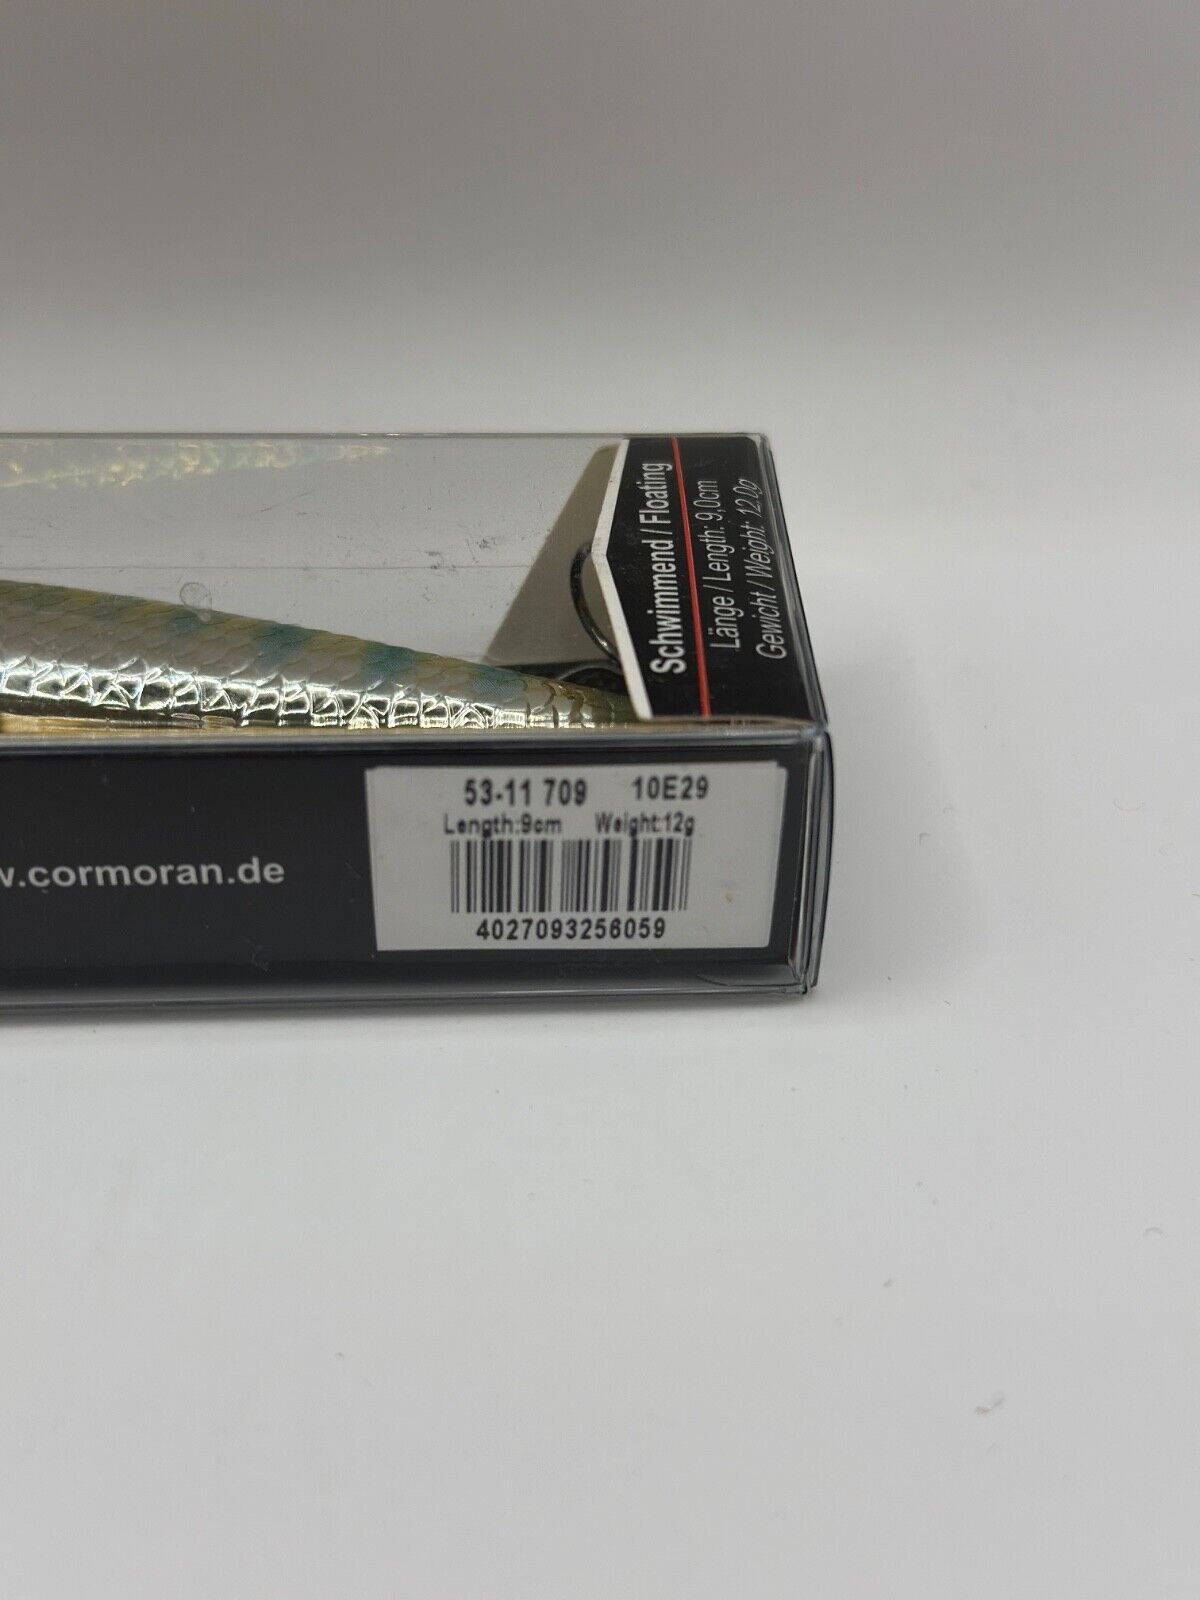 Schwimmend / Floating
Länge / Length: 9,0cm
Gewicht / Weight: 12.0g
53-11 709 10E29
Length:9cm Weight:12g
w.cormoran.de
4027093256059